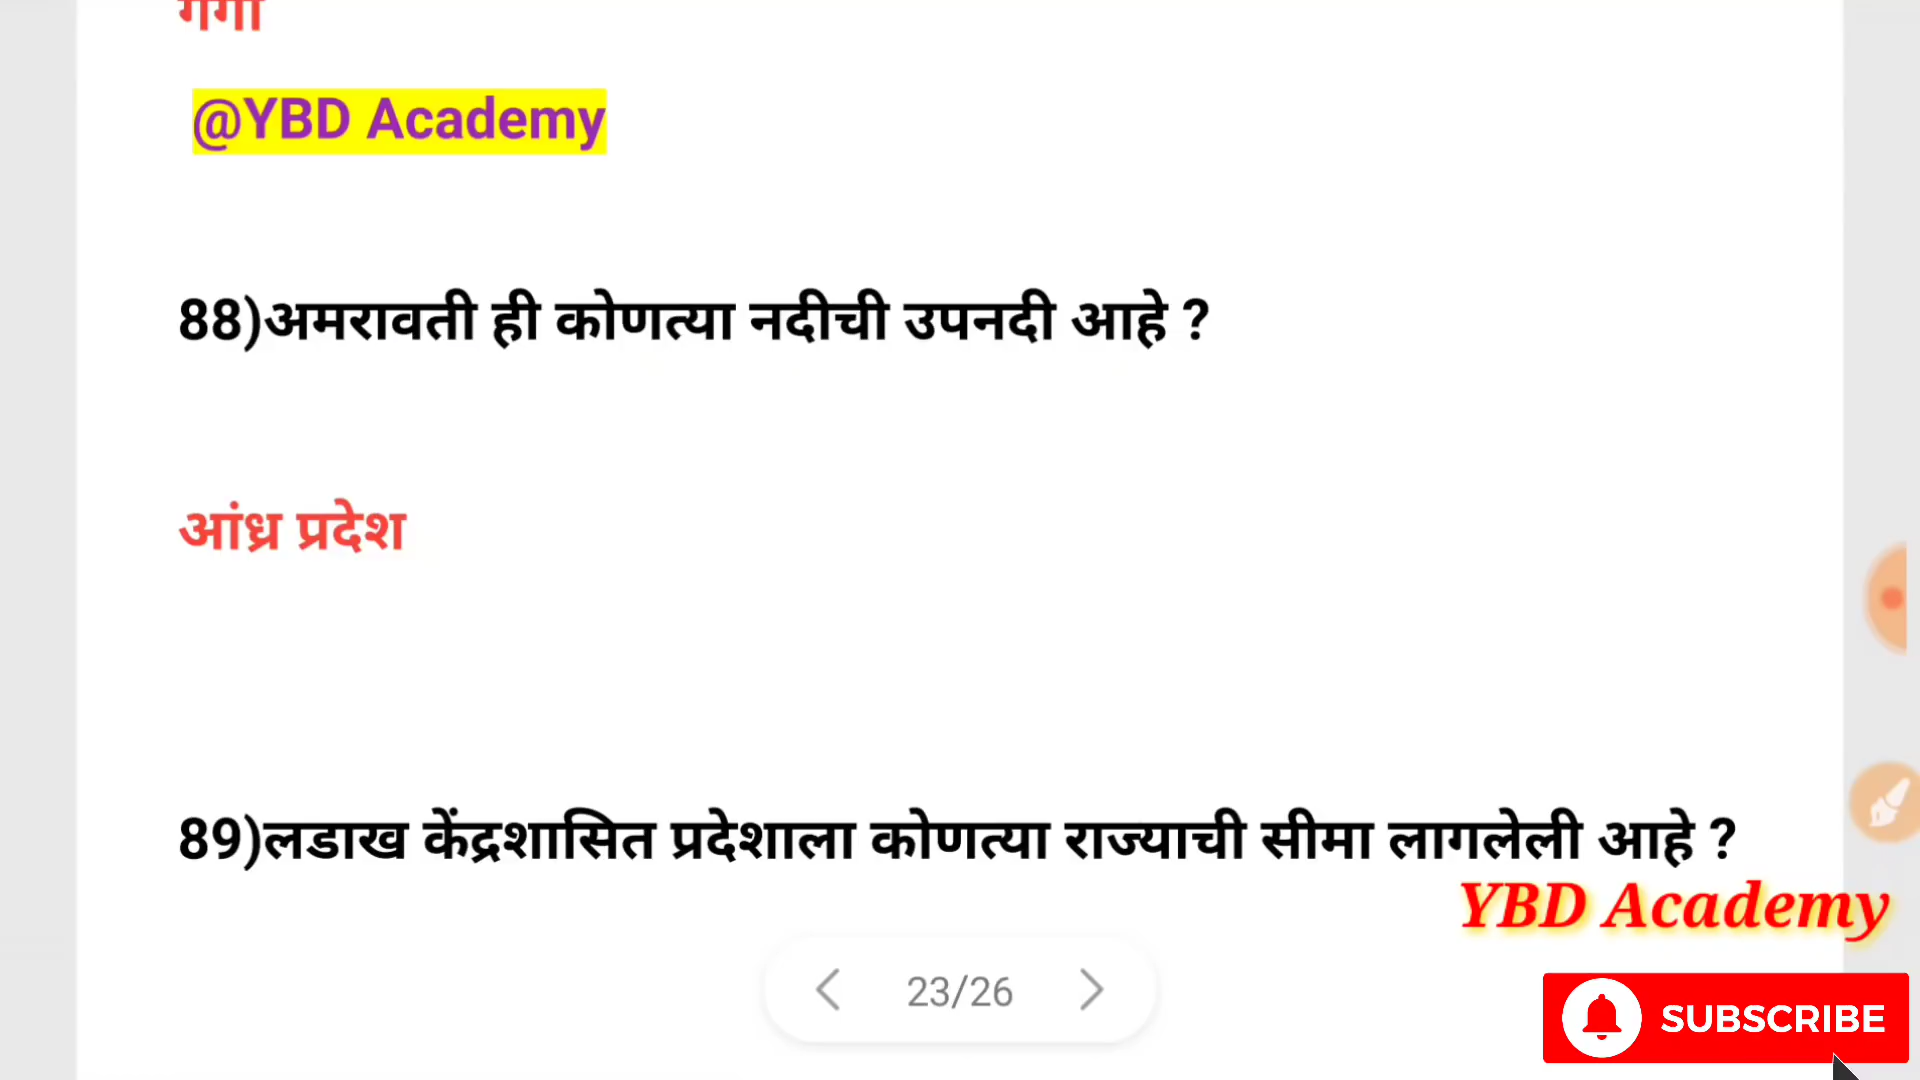 गंगा
@YBD Academy
88)अमरावती ही कोणत्या नदीची उपनदी आहे ?
आंध्र प्रदेश
89)लडाख केंद्रशासित प्रदेशाला कोणत्या राज्याची सीमा लागलेली आहे ?
YBD Academy
23/26
SUBSCRIBE